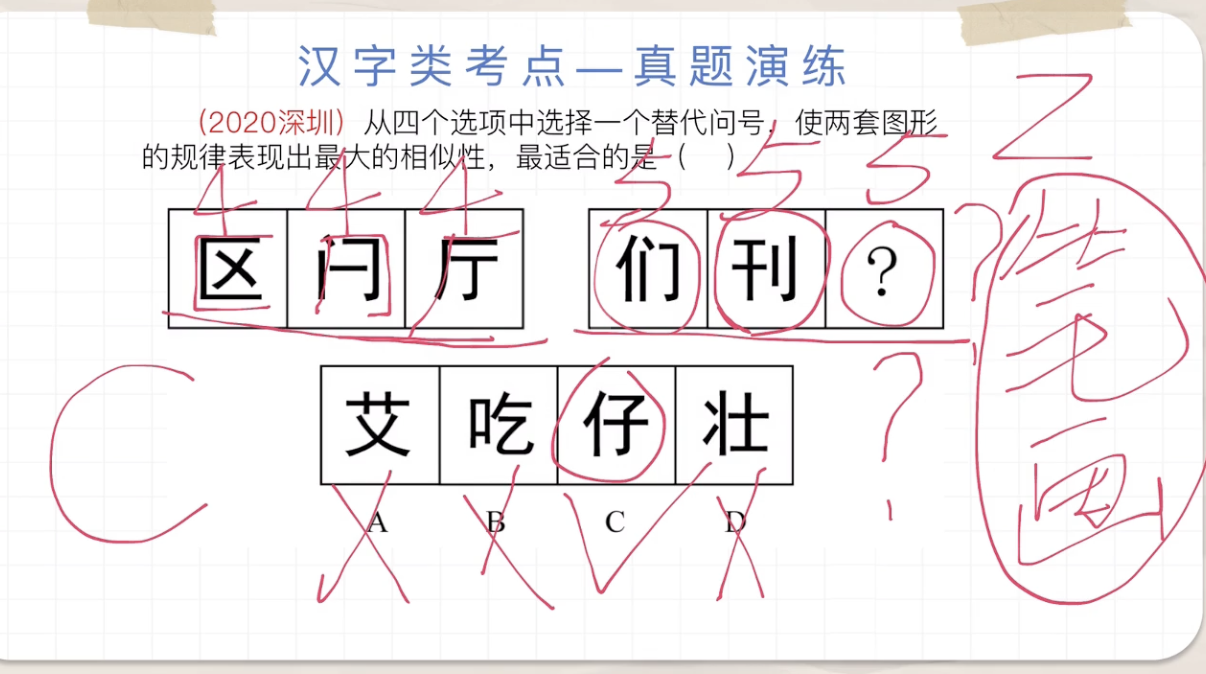 汉字类考点—真题演练
(2020深圳) 从四个选项中选择一个替代问号，使两套图形
的规律表现出最大的相似性，最适合的是（ ）
4 4 4 5 5 5
区 闩 厅 们 刊 ?
艾 吃 仔 壮
A B C D
C
?
?
Z
笔画